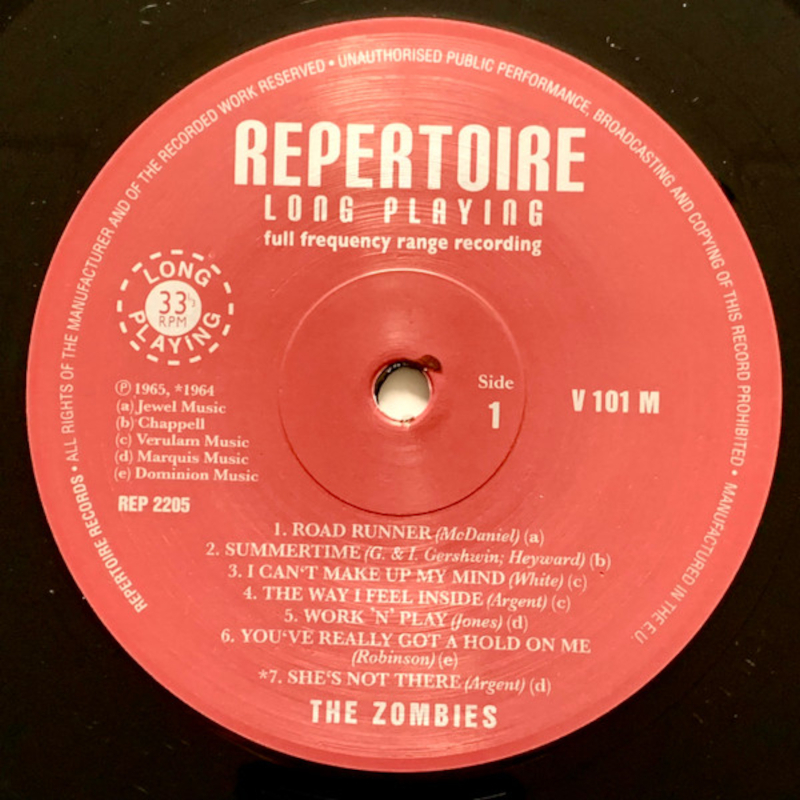 REPERTOIRE RECORDS • ALL RIGHTS OF THE MANUFACTURER AND OF THE RECORDED WORK RESERVED • UNAUTHORISED PUBLIC PERFORMANCE, BROADCASTING AND COPYING OF THIS RECORD PROHIBITED • MANUFACTURED IN THE E.U.
REPERTOIRE
LONG PLAYING
full frequency range recording
LONG
33⅓
RPM
PLAYING
Side
1
V 101 M
℗ 1965, *1964
(a) Jewel Music
(b) Chappell
(c) Verulam Music
(d) Marquis Music
(e) Dominion Music
REP 2205
1. ROAD RUNNER (McDaniel) (a)
2. SUMMERTIME (G. & I. Gershwin; Heyward) (b)
3. I CAN'T MAKE UP MY MIND (White) (c)
4. THE WAY I FEEL INSIDE (Argent) (c)
5. WORK 'N' PLAY (Jones) (d)
6. YOU'VE REALLY GOT A HOLD ON ME
(Robinson) (e)
*7. SHE'S NOT THERE (Argent) (d)
THE ZOMBIES